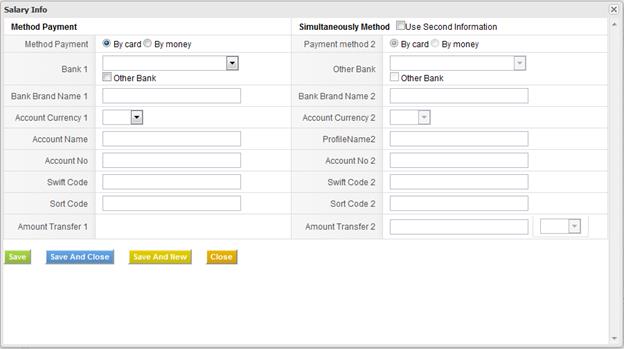 Salary Info
Method Payment Simultaneously Method Use Second Information
Method Payment By card By money Payment method 2 By card By money
Bank 1 Other Bank
Other Bank Other Bank
Bank Brand Name 1 Bank Brand Name 2
Account Currency 1 Account Currency 2
Account Name ProfileName2
Account No Account No 2
Swift Code Swift Code 2
Sort Code Sort Code 2
Amount Transfer 1 Amount Transfer 2
Save Save And Close Save And New Close